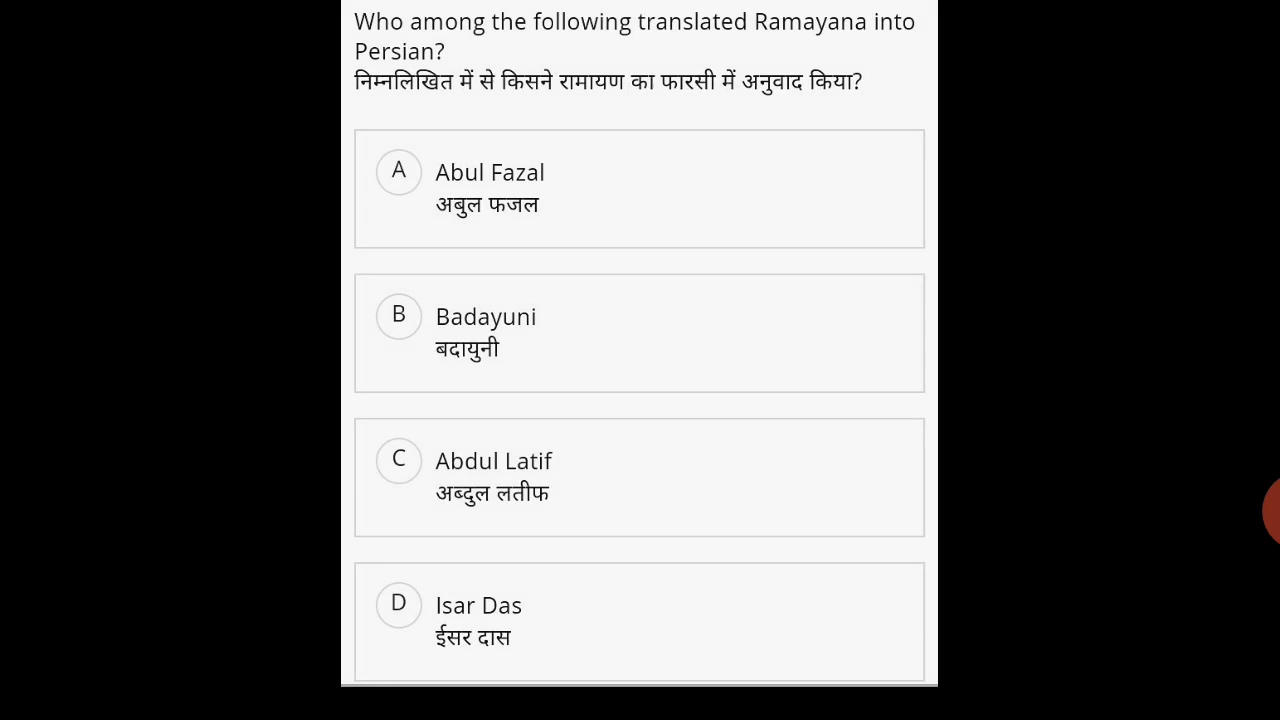 Who among the following translated Ramayana into
Persian?
निम्नलिखित में से किसने रामायण का फारसी में अनुवाद किया?
A
Abul Fazal
अबुल फजल
B
Badayuni
बदायुनी
C
Abdul Latif
अब्दुल लतीफ
D
Isar Das
ईसर दास